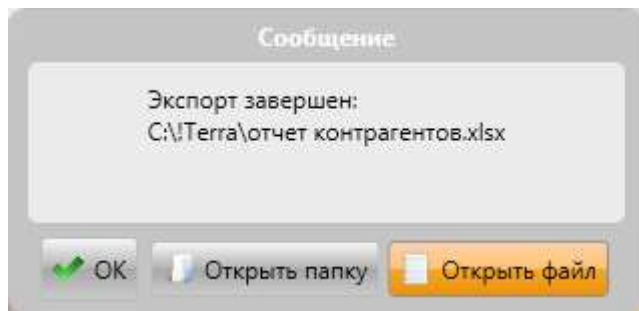 Сообщение
Экспорт завершен:
C:\!Terra\отчет контрагентов.xlsx
OK Открыть папку Открыть файл